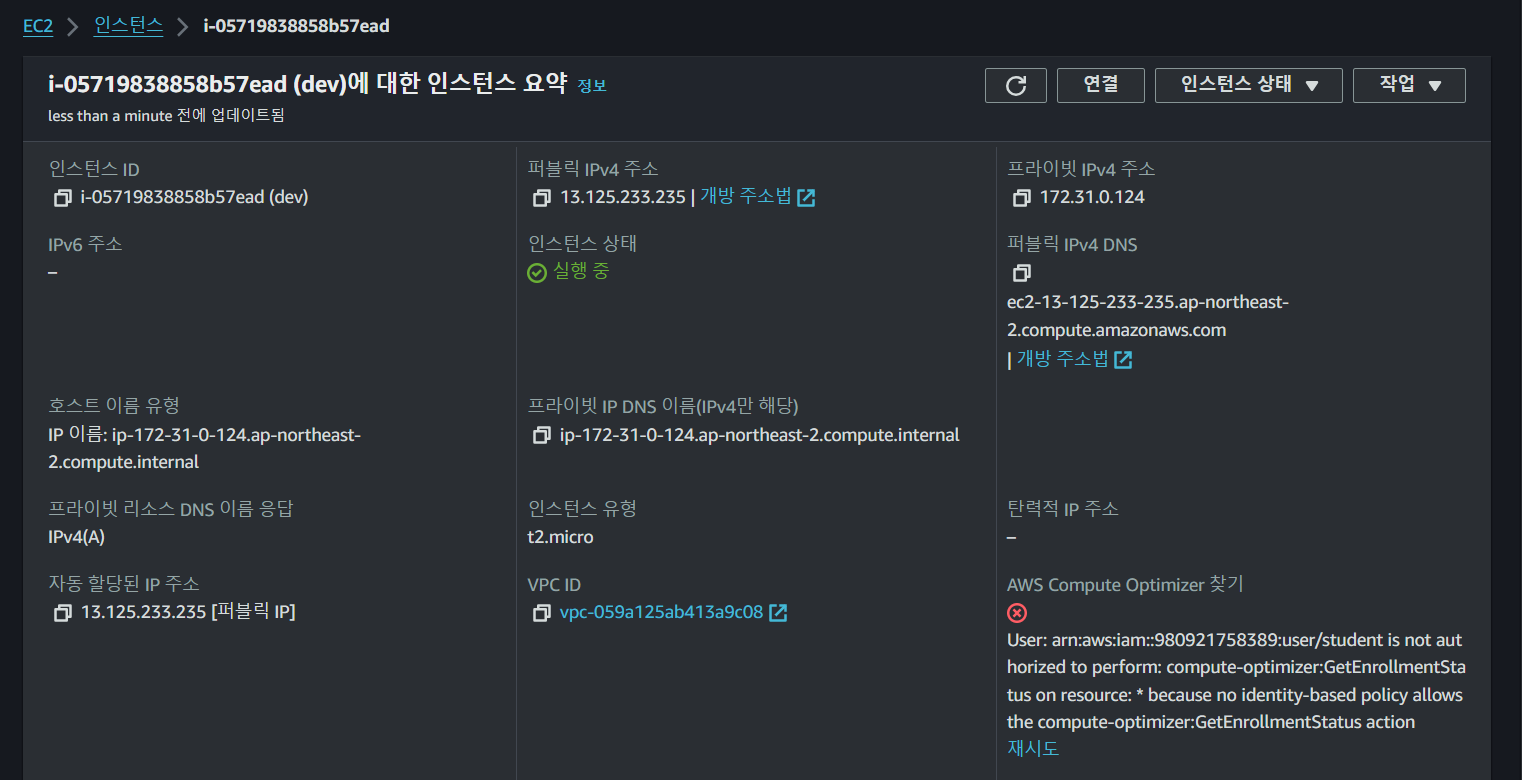 EC2 > 인스턴스 > i-05719838858b57ead
i-05719838858b57ead (dev)에 대한 인스턴스 요약 정보
less than a minute 전에 업데이트됨
연결
인스턴스 상태 ▼
작업 ▼
인스턴스 ID
i-05719838858b57ead (dev)
퍼블릭 IPv4 주소
13.125.233.235 | 개방 주소법
프라이빗 IPv4 주소
172.31.0.124
IPv6 주소
–
인스턴스 상태
실행 중
퍼블릭 IPv4 DNS
ec2-13-125-233-235.ap-northeast-
2.compute.amazonaws.com
| 개방 주소법
호스트 이름 유형
IP 이름: ip-172-31-0-124.ap-northeast-
2.compute.internal
프라이빗 IP DNS 이름(IPv4만 해당)
ip-172-31-0-124.ap-northeast-2.compute.internal
프라이빗 리소스 DNS 이름 응답
IPv4(A)
인스턴스 유형
t2.micro
탄력적 IP 주소
–
자동 할당된 IP 주소
13.125.233.235 [퍼블릭 IP]
VPC ID
vpc-059a125ab413a9c08
AWS Compute Optimizer 찾기
User: arn:aws:iam::980921758389:user/student is not aut
horized to perform: compute-optimizer:GetEnrollmentSta
tus on resource: * because no identity-based policy allows
the compute-optimizer:GetEnrollmentStatus action
재시도